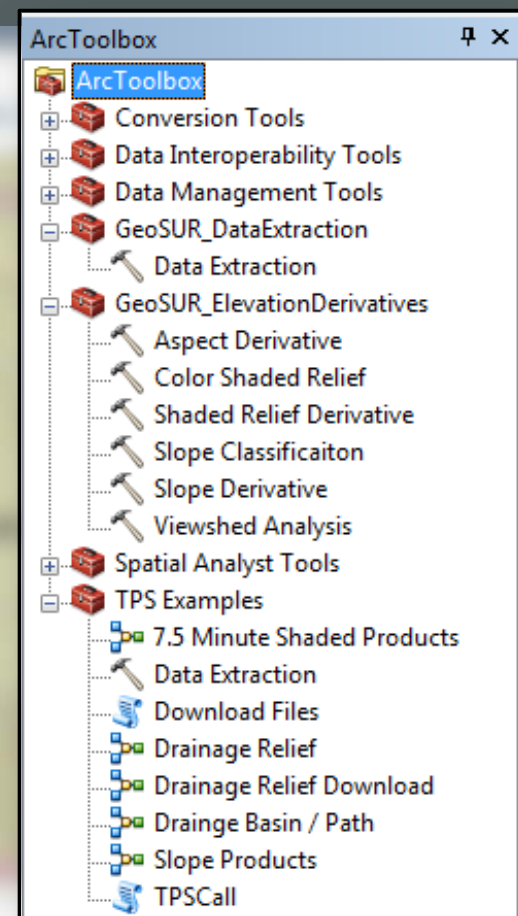 ArcToolbox
ArcToolbox
Conversion Tools
Data Interoperability Tools
Data Management Tools
GeoSUR_DataExtraction
Data Extraction
GeoSUR_ElevationDerivatives
Aspect Derivative
Color Shaded Relief
Shaded Relief Derivative
Slope Classificaiton
Slope Derivative
Viewshed Analysis
Spatial Analyst Tools
TPS Examples
7.5 Minute Shaded Products
Data Extraction
Download Files
Drainage Relief
Drainage Relief Download
Drainge Basin / Path
Slope Products
TPSCall